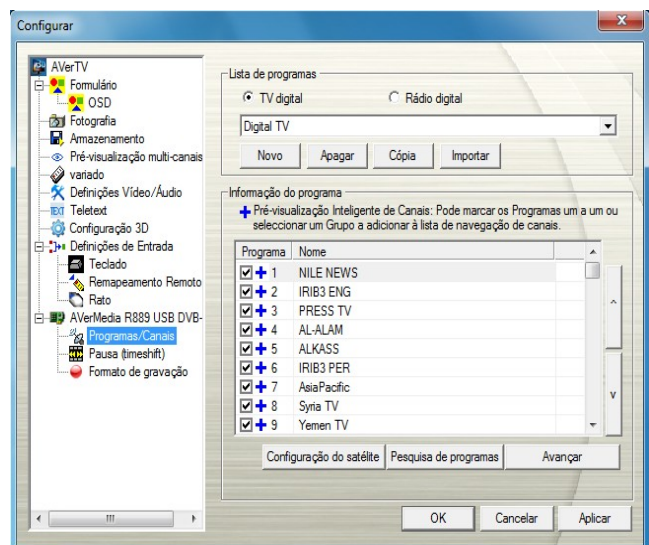 Configurar
AVerTV
Formulário
OSD
Fotografia
Armazenamento
Pré-visualização multi-canais
variado
Definições Vídeo/Áudio
TEXT Teletext
Configuração 3D
Definições de Entrada
Teclado
Remapeamento Remoto
Rato
AVerMedia R889 USB DVB-
Programas/Canais
Pausa (timeshift)
Formato de gravação
Lista de programas
TV digital Rádio digital
Digital TV
Novo Apagar Cópia Importar
Informação do programa
Pré-visualização Inteligente de Canais: Pode marcar os Programas um a um ou
seleccionar um Grupo a adicionar à lista de navegação de canais.
Programa Nome
1 NILE NEWS
2 IRIB3 ENG
3 PRESS TV
4 AL-ALAM
5 ALKASS
6 IRIB3 PER
7 AsiaPacific
8 Syria TV
9 Yemen TV
Configuração do satélite Pesquisa de programas Avançar
OK Cancelar Aplicar